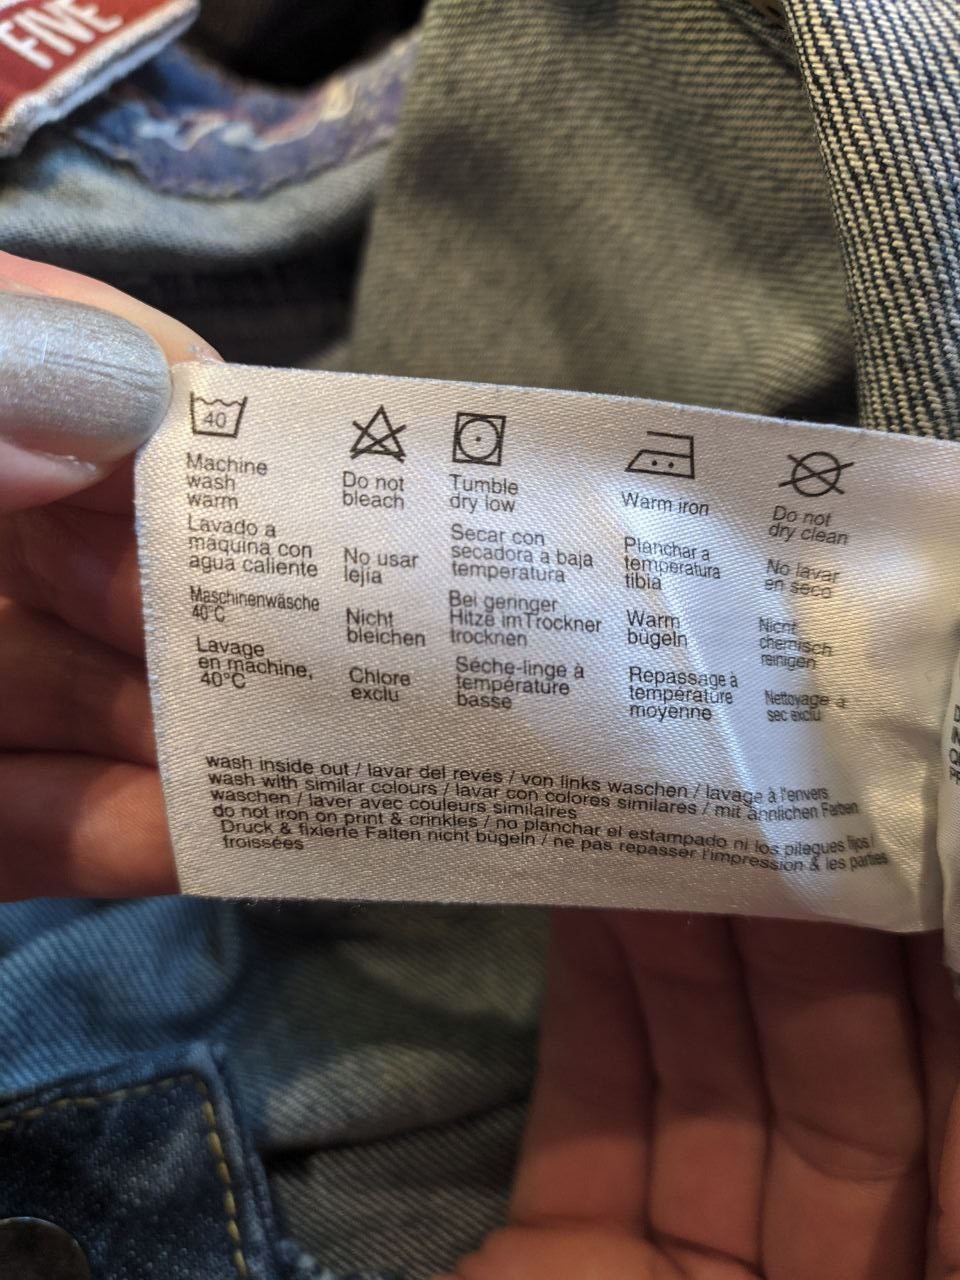 FIVE
40
Machine
wash
warm
Lavado a
máquina con
agua caliente
Maschinenwäsche
40°C
Lavage
en machine,
40°C
Do not
bleach
No usar
lejia
Nicht
bleichen
Chlore
exclu
Tumble
dry low
Secar con
secadora a baja
temperatura
Bei geringer
Hitze imTrockner
trocknen
Séche-linge à
température
basse
Warm iron
Planchar a
temperatura
tibia
Warm
bügeln
Repassage à
température
moyenne
Do not
dry clean
No lavar
en seco
Nicht
chemisch
reinigen
Nettoyage à
sec exclu
wash inside out / lavar del revés / von links waschen / lavage à l'envers
wash with similar colours / lavar con colores similares / mit ähnlichen Farben
waschen / laver avec couleurs similaires
do not iron on print & crinkles / no planchar el estampado ni los pliegues fijos /
Druck & fixierte Falten nicht bügeln / ne pas repasser l'impression & les parties
froissées